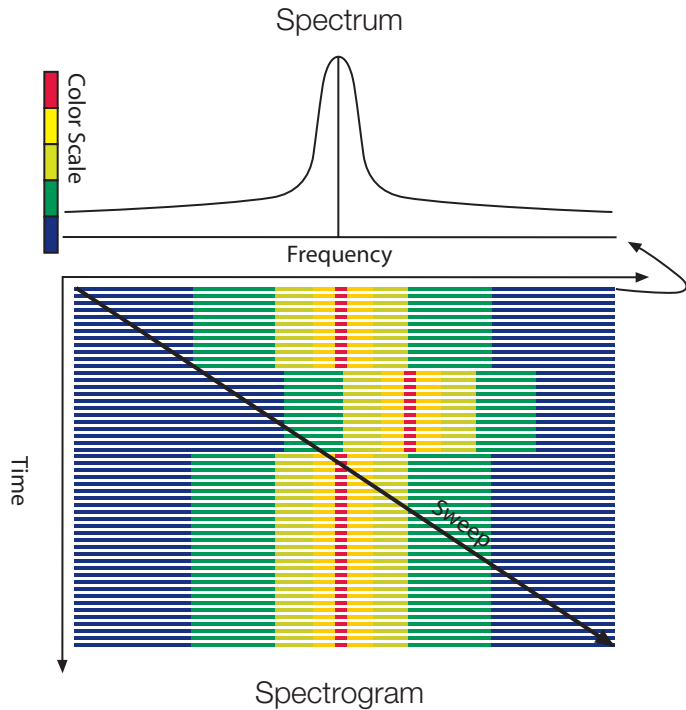 Spectrum
Color Scale
Frequency
Time
Sweep
Spectrogram